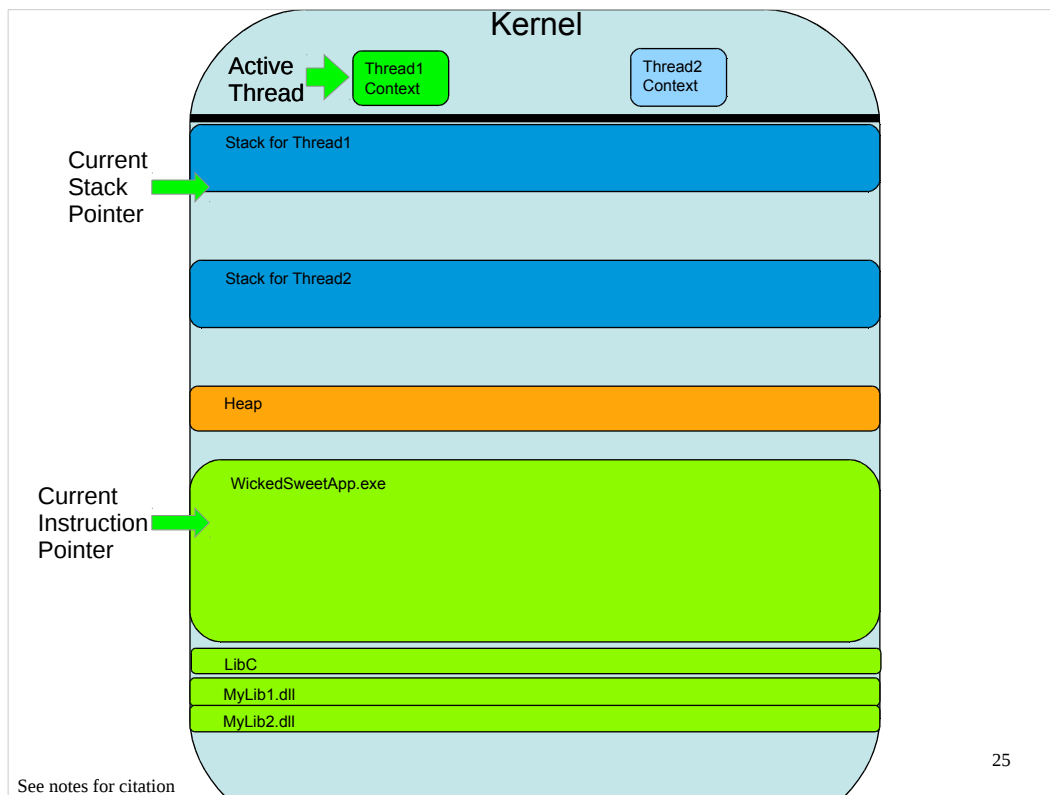 Kernel
Active
Thread
Thread1
Context
Thread2
Context
Stack for Thread1
Current
Stack
Pointer
Stack for Thread2
Heap
WickedSweetApp.exe
Current
Instruction
Pointer
LibC
MyLib1.dll
MyLib2.dll
25
See notes for citation